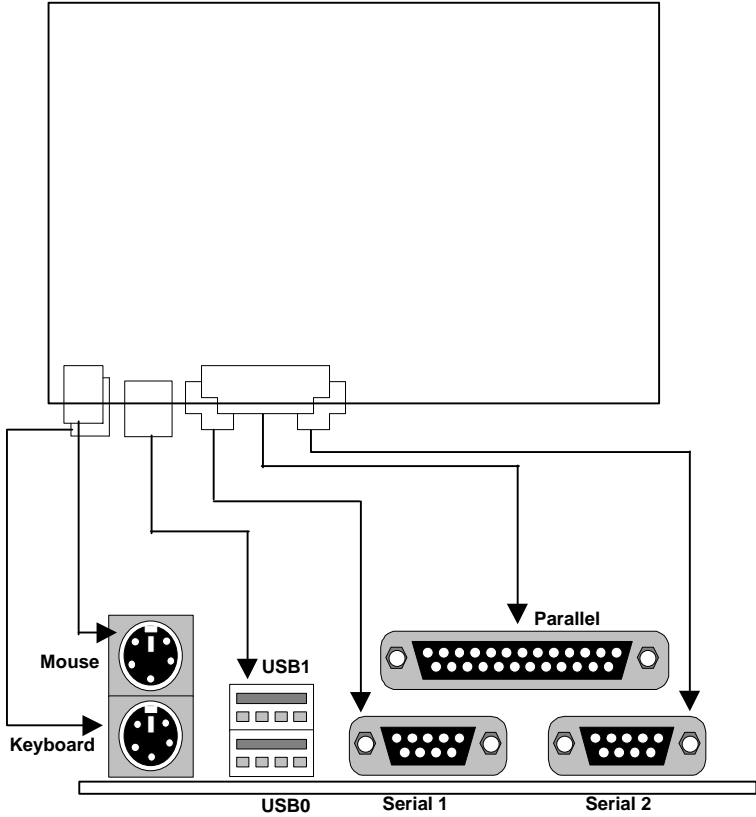 Parallel
Mouse
USB1
Keyboard
USB0
Serial 1
Serial 2